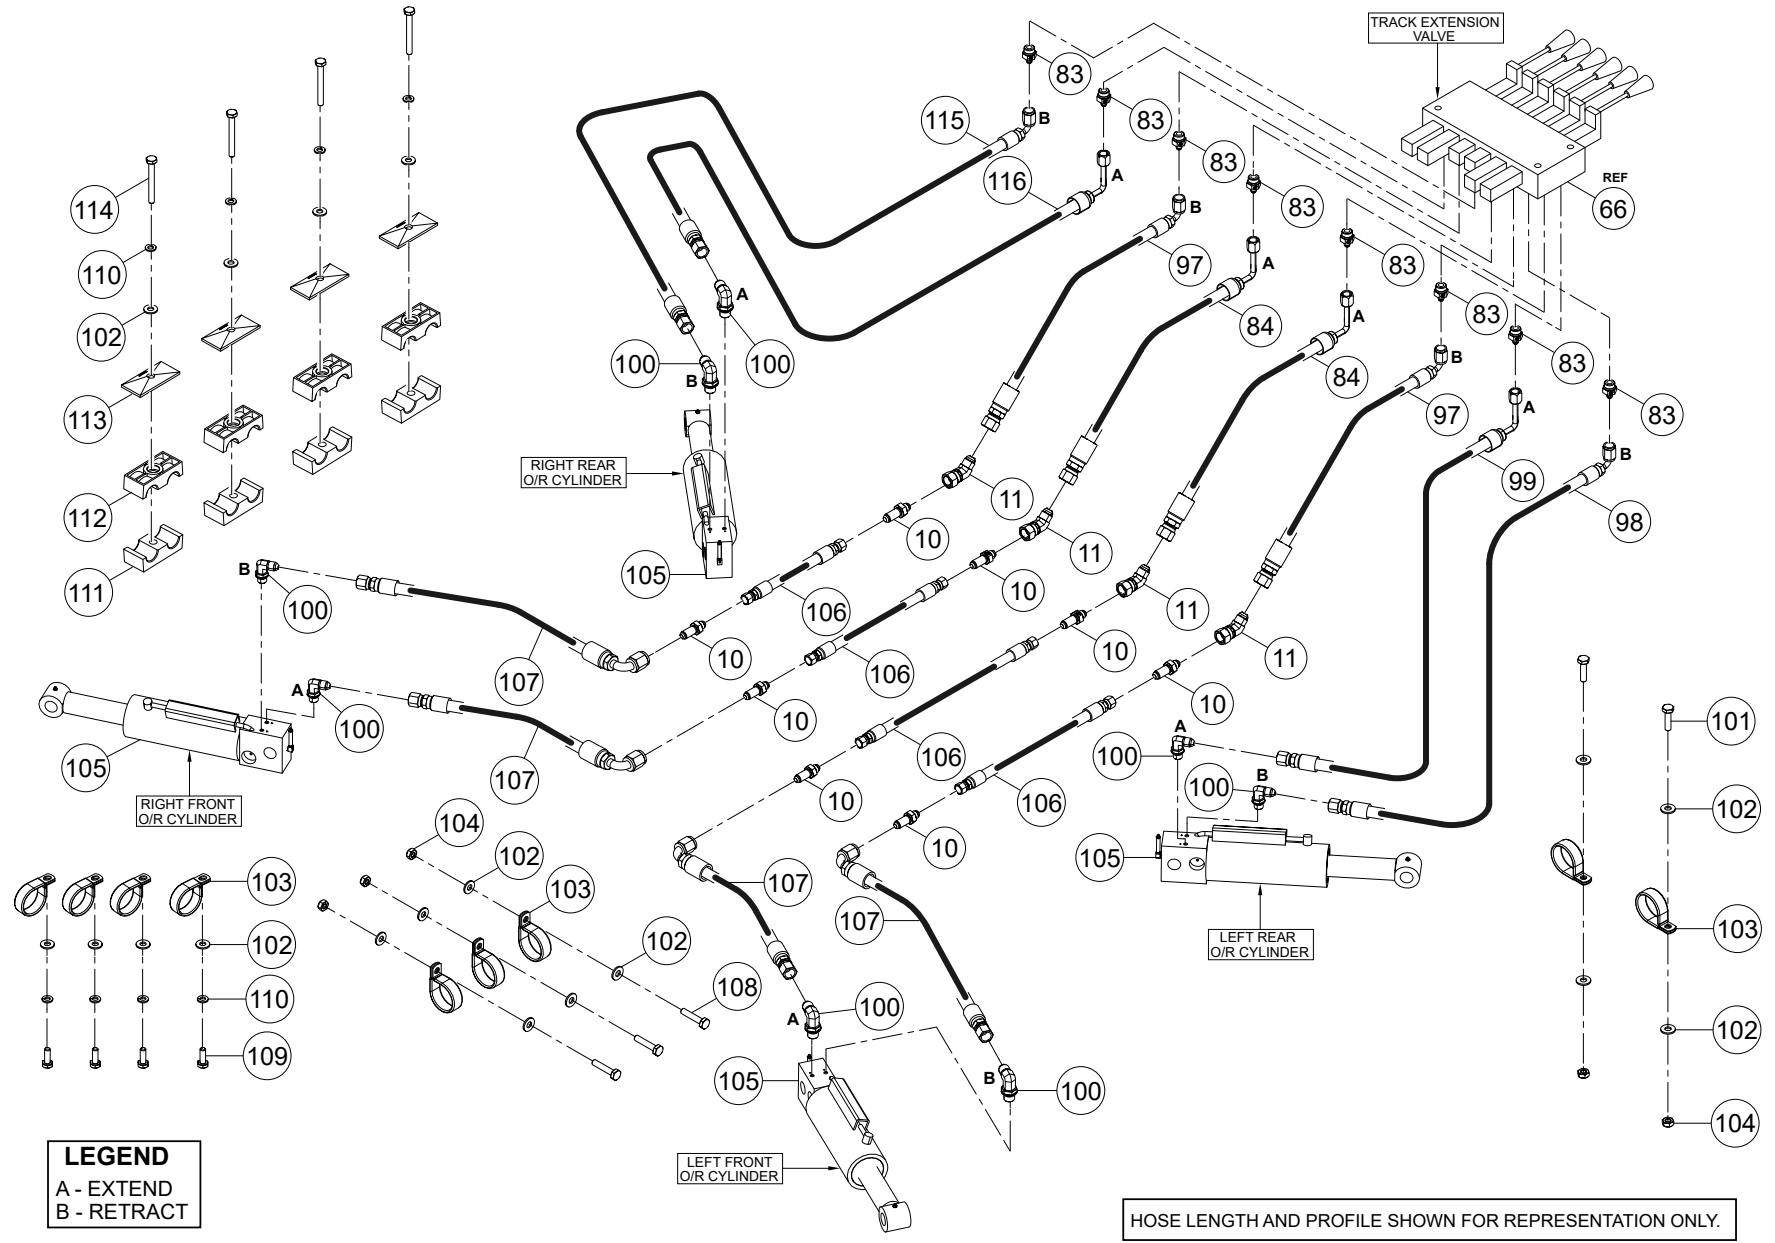 TRACK EXTENSION
VALVE
83
B
115
83
A
116
83
B
83
REF
66
114
97
A
83
110
A
84
A
83
102
100
B
100
84
B
83
113
97
A
83
RIGHT REAR
O/R CYLINDER
11
99
B
112
10
11
98
111
B
100
105
106
10
11
107
10
106
10
11
A
100
10
106
10
105
107
A
100
101
RIGHT FRONT
O/R CYLINDER
10
106
B
100
102
104
102
10
105
103
103
107
107
102
102
LEFT REAR
O/R CYLINDER
103
110
108
A
100
102
109
105
B
100
104
LEGEND
A - EXTEND
B - RETRACT
LEFT FRONT
O/R CYLINDER
HOSE LENGTH AND PROFILE SHOWN FOR REPRESENTATION ONLY.